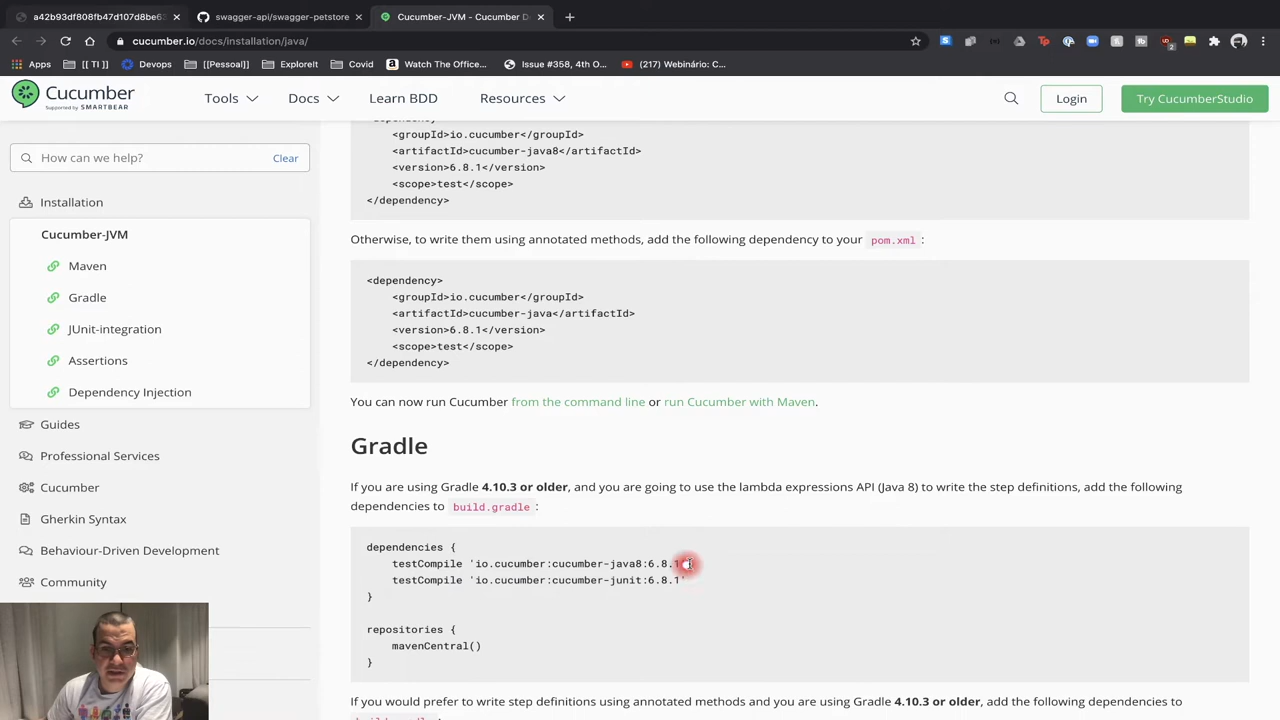 a42b93df808fb47d107d8be63
swagger-api/swagger-petstore
Cucumber-JVM - Cucumber D
cucumber.io/docs/installation/java/
Apps
[[ TI ]]
Devops
[[Pessoal]]
ExploreIt
Covid
Watch The Office...
Issue #358, 4th O...
(217) Webinário: C...
Cucumber
Supported by SMARTBEAR
Tools
Docs
Learn BDD
Resources
Login
Try CucumberStudio
How can we help?
Clear
Installation
Cucumber-JVM
Maven
Gradle
JUnit-integration
Assertions
Dependency Injection
Guides
Professional Services
Cucumber
Gherkin Syntax
Behaviour-Driven Development
Community
<groupId>io.cucumber</groupId>
<artifactId>cucumber-java8</artifactId>
<version>6.8.1</version>
<scope>test</scope>
</dependency>
Otherwise, to write them using annotated methods, add the following dependency to your pom.xml :
<dependency>
<groupId>io.cucumber</groupId>
<artifactId>cucumber-java</artifactId>
<version>6.8.1</version>
<scope>test</scope>
</dependency>
You can now run Cucumber from the command line or run Cucumber with Maven.
Gradle
If you are using Gradle 4.10.3 or older, and you are going to use the lambda expressions API (Java 8) to write the step definitions, add the following
dependencies to build.gradle :
dependencies {
testCompile 'io.cucumber:cucumber-java8:6.8.1'
testCompile 'io.cucumber:cucumber-junit:6.8.1'
}
repositories {
mavenCentral()
}
If you would prefer to write step definitions using annotated methods and you are using Gradle 4.10.3 or older, add the following dependencies to